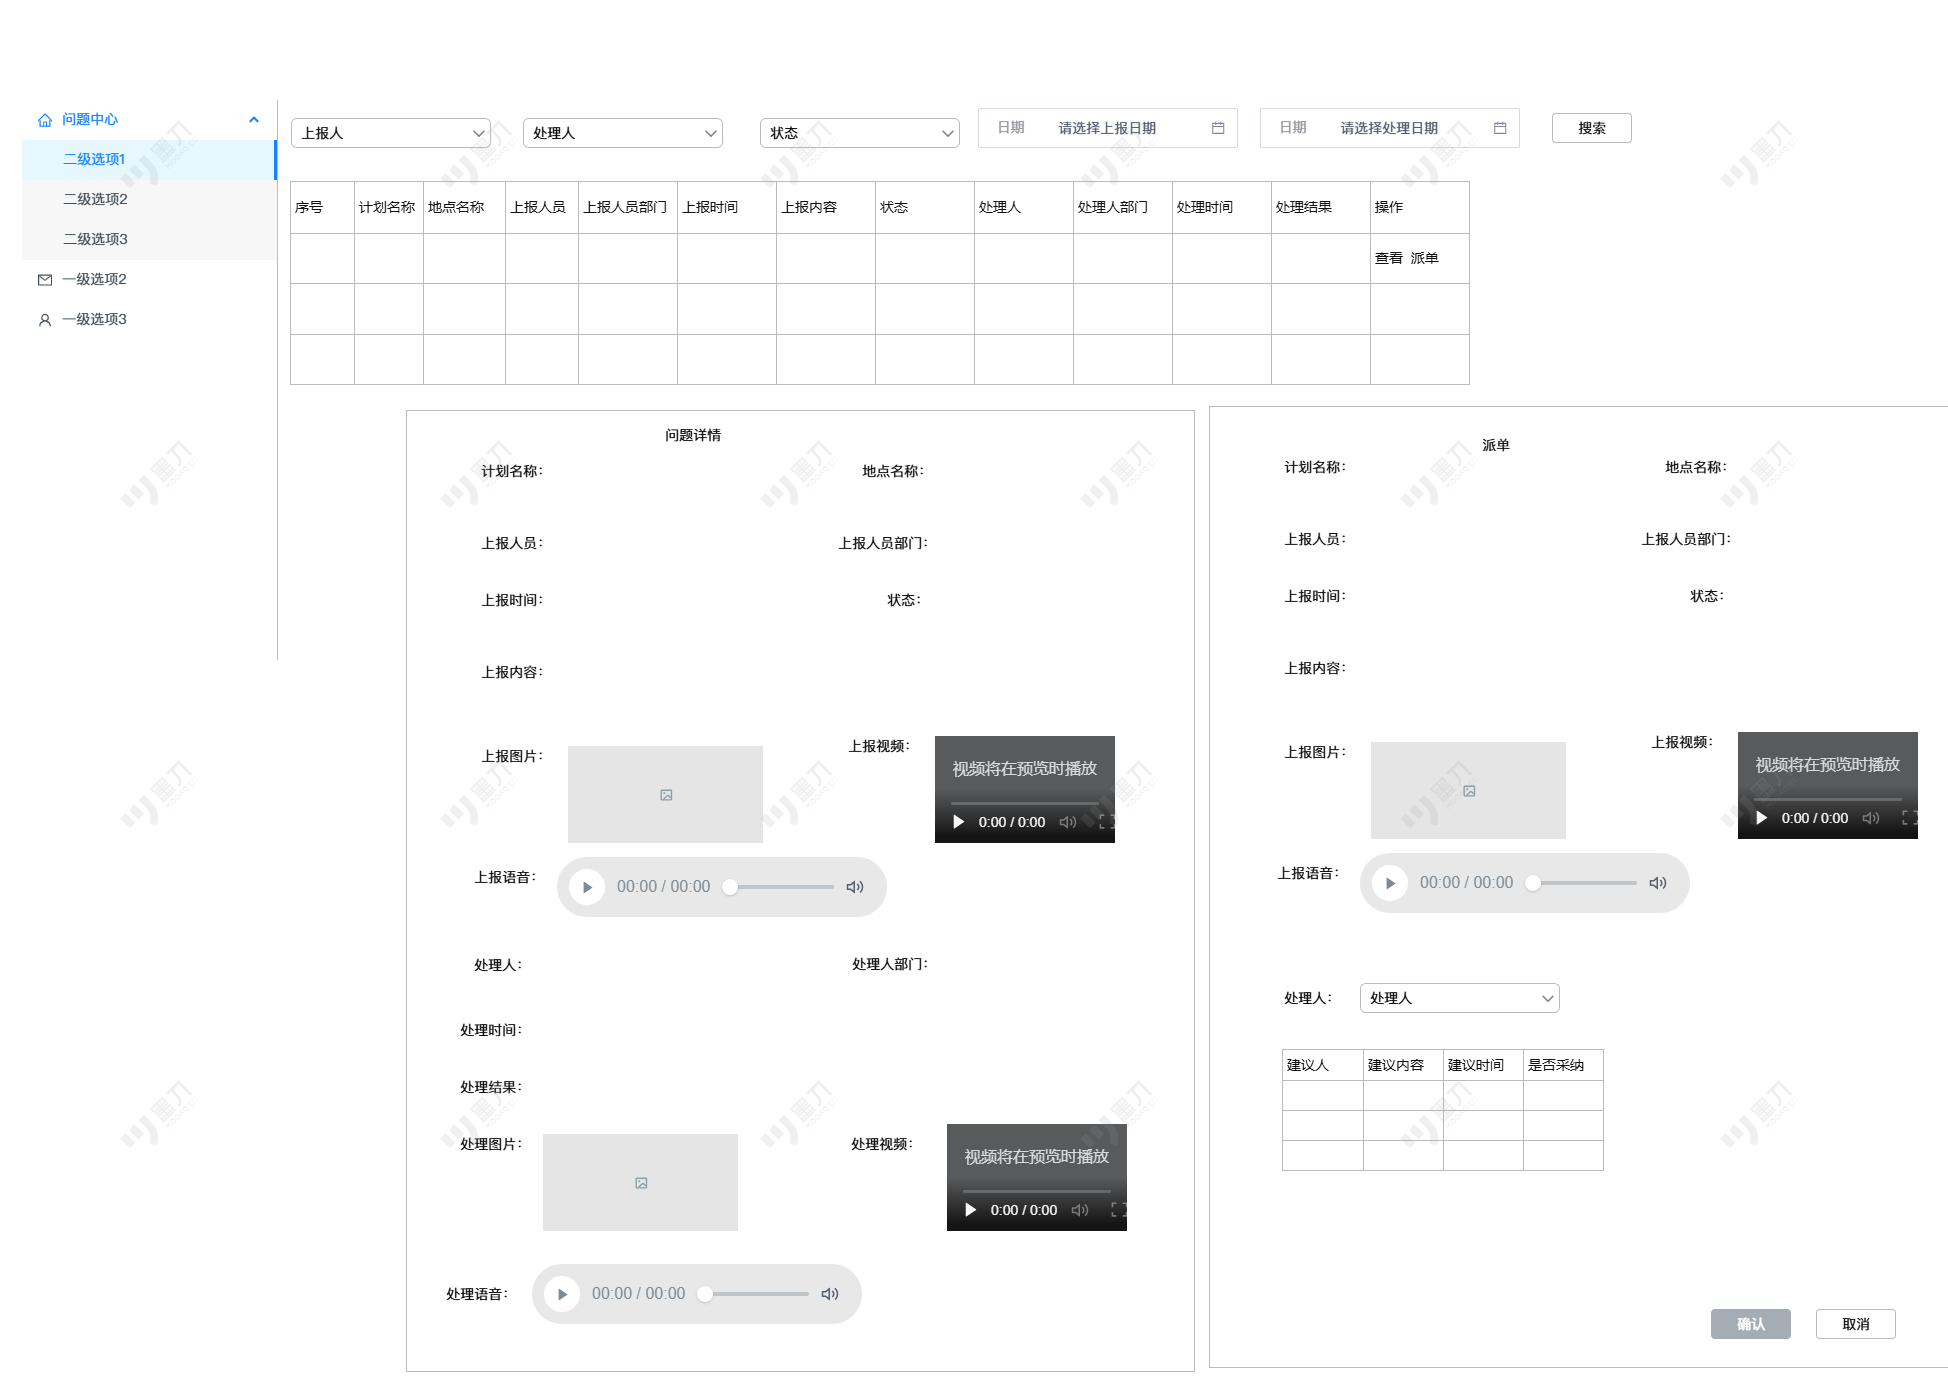 问题中心
二级选项1
二级选项2
二级选项3
一级选项2
一级选项3
上报人 处理人 状态 日期 请选择上报日期 日期 请选择处理日期 搜索
序号 计划名称 地点名称 上报人员 上报人员部门 上报时间 上报内容 状态 处理人 处理人部门 处理时间 处理结果 操作
查看 派单
问题详情
计划名称： 地点名称：
上报人员： 上报人员部门：
上报时间： 状态：
上报内容：
上报图片： 上报视频：
视频将在预览时播放
0:00 / 0:00
上报语音： 00:00 / 00:00
处理人： 处理人部门：
处理时间：
处理结果：
处理图片： 处理视频：
视频将在预览时播放
0:00 / 0:00
处理语音： 00:00 / 00:00
派单
计划名称： 地点名称：
上报人员： 上报人员部门：
上报时间： 状态：
上报内容：
上报图片： 上报视频：
视频将在预览时播放
0:00 / 0:00
上报语音： 00:00 / 00:00
处理人： 处理人
建议人 建议内容 建议时间 是否采纳
确认 取消
墨刀
MODAO.CC